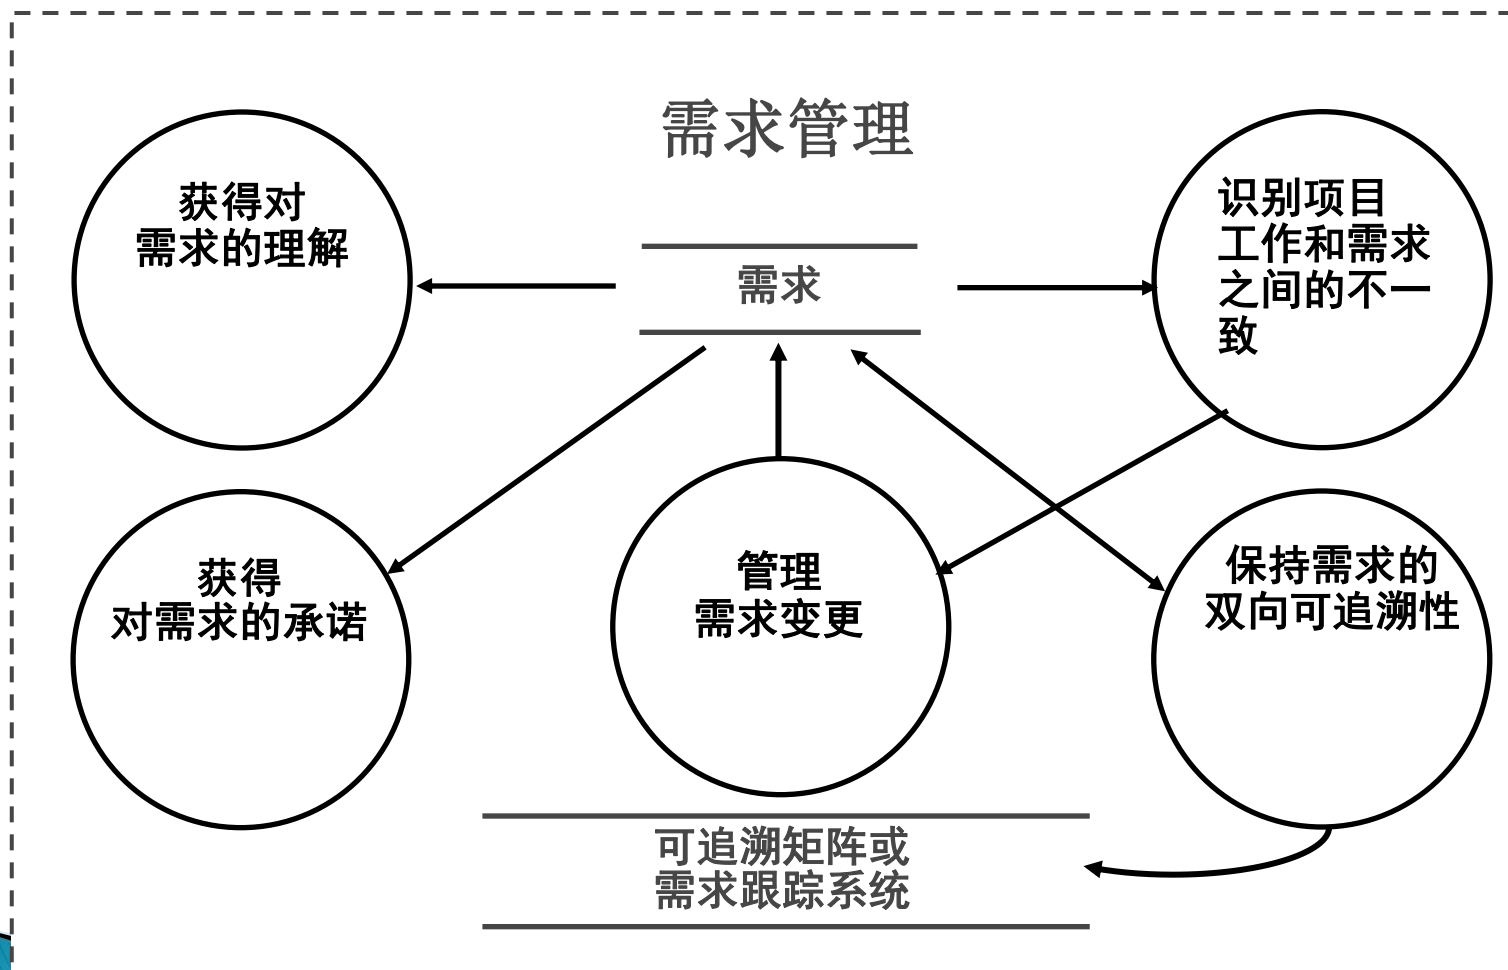 需求管理
获得对
需求的理解
需求
识别项目
工作和需求
之间的不一
致
获得
对需求的承诺
管理
需求变更
保持需求的
双向可追溯性
可追溯矩阵或
需求跟踪系统